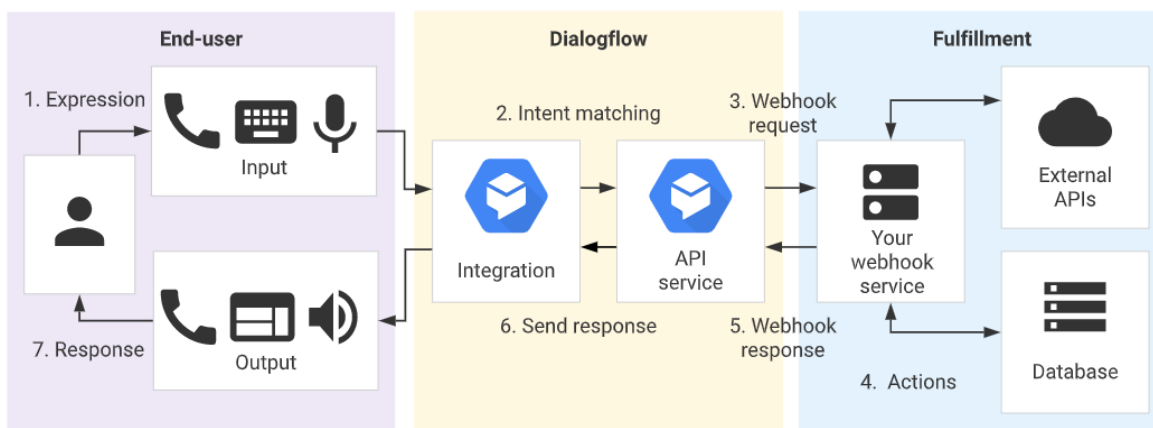 End-user
Dialogflow
Fulfillment
1. Expression
Input
2. Intent matching
3. Webhook
request
Integration
API
service
Your
webhook
service
External
APIs
7. Response
Output
6. Send response
5. Webhook
response
4. Actions
Database